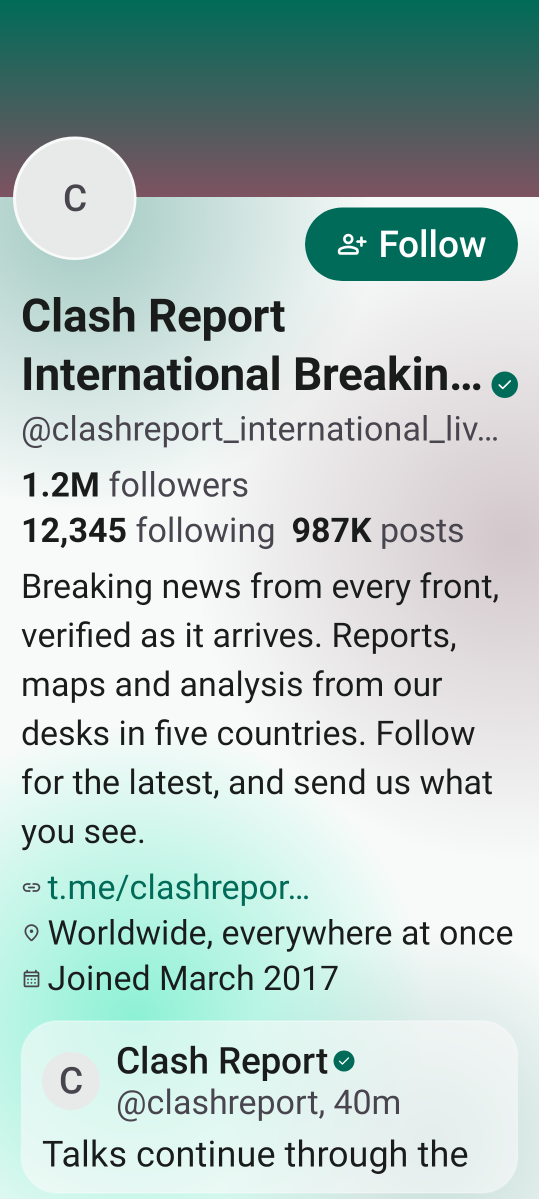 C
Follow
Clash Report
International Breakin...
@clashreport_international_liv...
1.2M followers
12,345 following 987K posts
Breaking news from every front,
verified as it arrives. Reports,
maps and analysis from our
desks in five countries. Follow
for the latest, and send us what
you see.
t.me/clashrepor...
Worldwide, everywhere at once
Joined March 2017
C
Clash Report
@clashreport, 40m
Talks continue through the